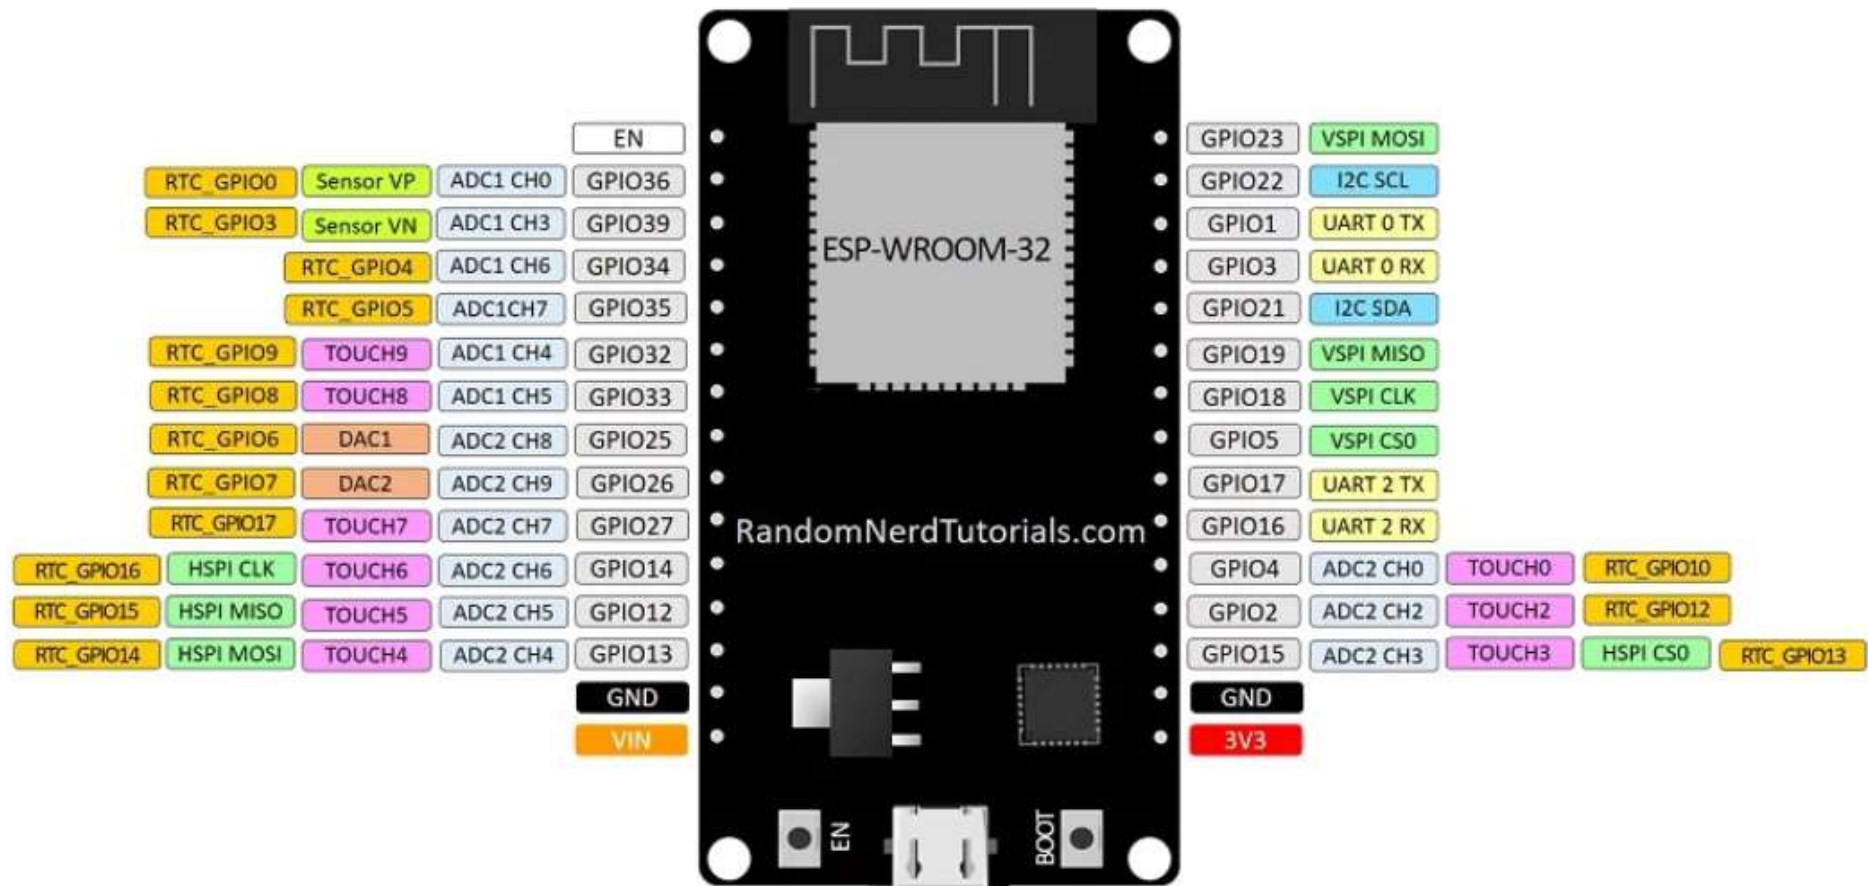 EN
RTC_GPIO0 Sensor VP ADC1 CH0 GPIO36
RTC_GPIO3 Sensor VN ADC1 CH3 GPIO39
RTC_GPIO4 ADC1 CH6 GPIO34
RTC_GPIO5 ADC1CH7 GPIO35
RTC_GPIO9 TOUCH9 ADC1 CH4 GPIO32
RTC_GPIO8 TOUCH8 ADC1 CH5 GPIO33
RTC_GPIO6 DAC1 ADC2 CH8 GPIO25
RTC_GPIO7 DAC2 ADC2 CH9 GPIO26
RTC_GPIO17 TOUCH7 ADC2 CH7 GPIO27
RTC_GPIO16 HSPI CLK TOUCH6 ADC2 CH6 GPIO14
RTC_GPIO15 HSPI MISO TOUCH5 ADC2 CH5 GPIO12
RTC_GPIO14 HSPI MOSI TOUCH4 ADC2 CH4 GPIO13
GND
VIN
ESP-WROOM-32
RandomNerdTutorials.com
EN
BOOT
GPIO23 VSPI MOSI
GPIO22 I2C SCL
GPIO1 UART 0 TX
GPIO3 UART 0 RX
GPIO21 I2C SDA
GPIO19 VSPI MISO
GPIO18 VSPI CLK
GPIO5 VSPI CS0
GPIO17 UART 2 TX
GPIO16 UART 2 RX
GPIO4 ADC2 CH0 TOUCH0 RTC_GPIO10
GPIO2 ADC2 CH2 TOUCH2 RTC_GPIO12
GPIO15 ADC2 CH3 TOUCH3 HSPI CS0 RTC_GPIO13
GND
3V3